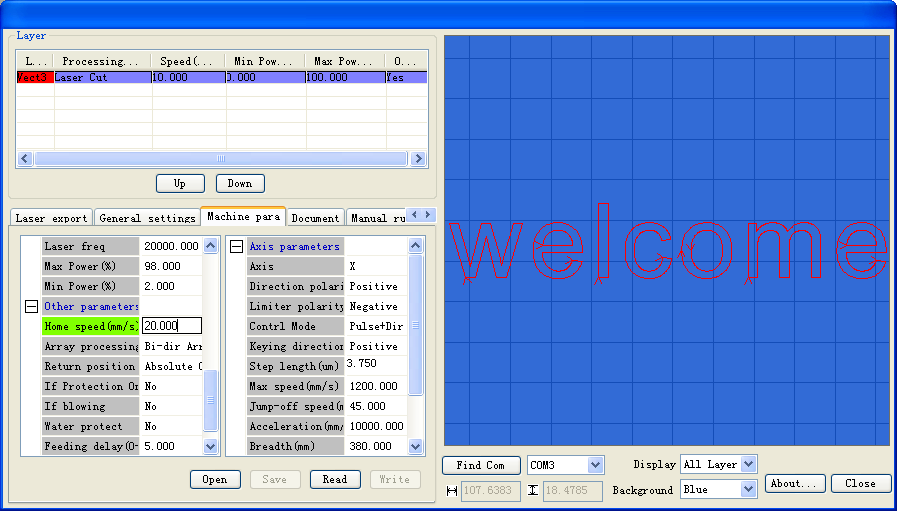 Layer
L... Processing... Speed(... Min Pow... Max Pow... O...
Vect3 Laser Cut 10.000 0.000 100.000 Yes
Up Down
Laser export General settings Machine para Document Manual ru
Laser freq 20000.000
Max Power(%) 98.000
Min Power(%) 2.000
Other parameters
Home speed(mm/s) 20.000
Array processing Bi-dir Arr
Return position Absolute O
If Protection On No
If blowing No
Water protect No
Feeding delay(0- 5.000
Axis parameters
Axis X
Direction polari Positive
Limiter polarity Negative
Contrl Mode Pulse+Dir
Keying direction Positive
Step length(um) 3.750
Max speed(mm/s) 1200.000
Jump-off speed(m 45.000
Acceleration(mm/ 10000.000
Breadth(mm) 380.000
Open Save Read Write
welcome
Find Com COM3 Display All Layer
107.6383 18.4785 Background Blue About... Close